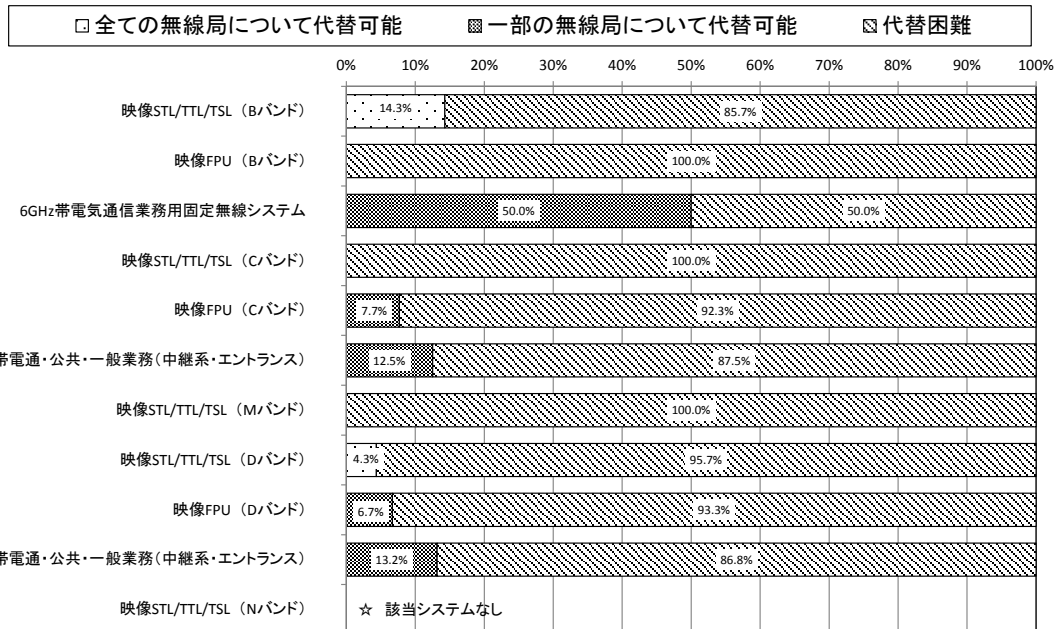 全ての無線局について代替可能 一部の無線局について代替可能 代替困難
0% 10% 20% 30% 40% 50% 60% 70% 80% 90% 100%
映像STL/TTL/TSL（Bバンド） 14.3% 85.7%
映像FPU（Bバンド） 100.0%
6GHz帯電気通信業務用固定無線システム 50.0% 50.0%
映像STL/TTL/TSL（Cバンド） 100.0%
映像FPU（Cバンド） 7.7% 92.3%
帯電通・公共・一般業務（中継系・エントランス） 12.5% 87.5%
映像STL/TTL/TSL（Mバンド） 100.0%
映像STL/TTL/TSL（Dバンド） 4.3% 95.7%
映像FPU（Dバンド） 6.7% 93.3%
帯電通・公共・一般業務（中継系・エントランス） 13.2% 86.8%
映像STL/TTL/TSL（Nバンド） ☆ 該当システムなし